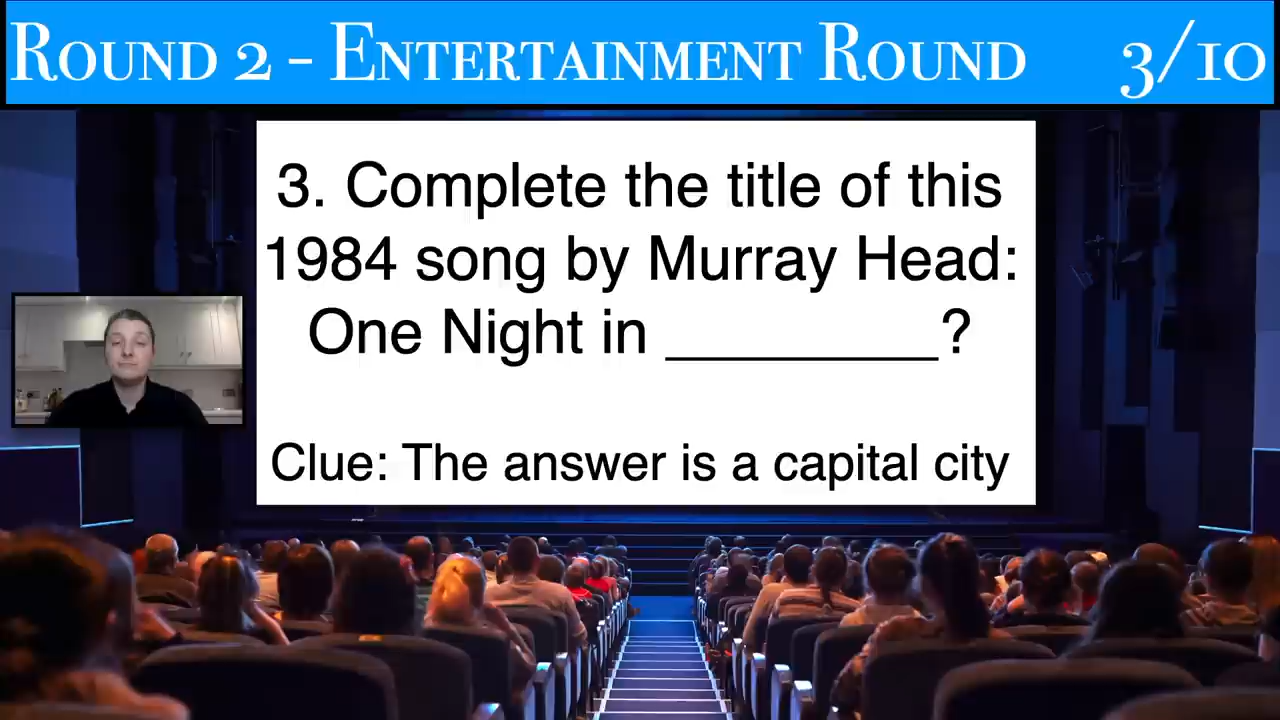 Round 2 - Entertainment Round 3/10
3. Complete the title of this
1984 song by Murray Head:
One Night in _________?
Clue: The answer is a capital city